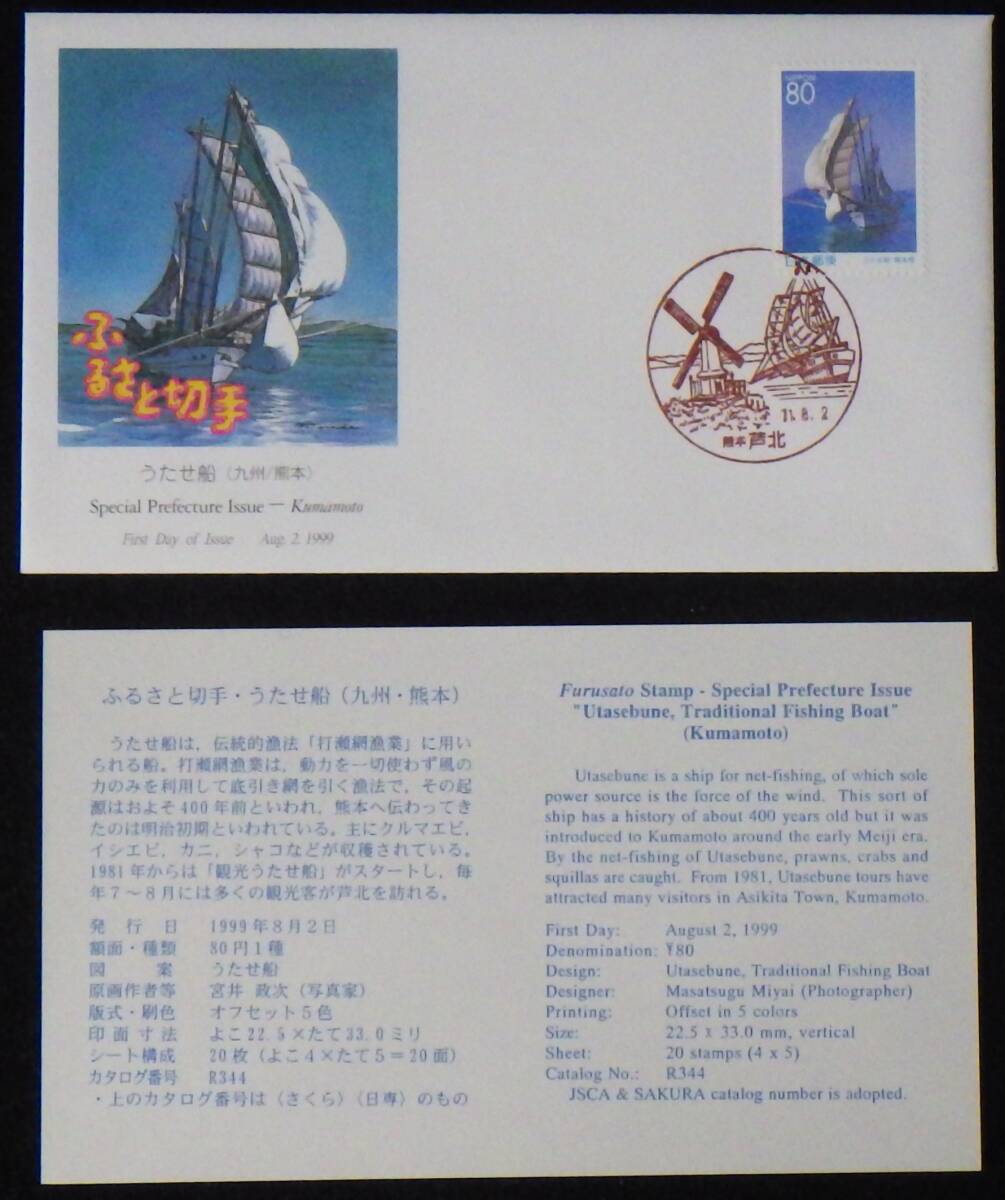 ふるさと切手
うたせ船（九州/熊本）
Special Prefecture Issue — Kumamoto
First Day of Issue Aug. 2. 1999
NIPPON
80
日本郵便
11.8.2
熊本 芦北
ふるさと切手・うたせ船（九州・熊本）
うたせ船は，伝統的漁法「打瀬網漁業」に用い
られる船。打瀬網漁業は，動力を一切使わず風の
力のみを利用して底引き網を引く漁法で，その起
源はおよそ400年前といわれ，熊本へ伝わってき
たのは明治初期といわれている。主にクルマエビ，
イシエビ，カニ，シャコなどが収穫されている。
1981年からは「観光うたせ船」がスタートし，毎
年７～８月には多くの観光客が芦北を訪れる。
発行日 1999年８月２日
額面・種類 80円１種
図案 うたせ船
原画作者等 宮井 政次（写真家）
版式・刷色 オフセット５色
印面寸法 よこ22.5×たて33.0ミリ
シート構成 20枚（よこ４×たて５＝20面）
カタログ番号 R344
・上のカタログ番号は〈さくら〉〈日専〉のもの
Furusato Stamp - Special Prefecture Issue
"Utasebune, Traditional Fishing Boat"
(Kumamoto)
Utasebune is a ship for net-fishing, of which sole
power source is the force of the wind. This sort of
ship has a history of about 400 years old but it was
introduced to Kumamoto around the early Meiji era.
By the net-fishing of Utasebune, prawns, crabs and
squillas are caught. From 1981, Utasebune tours have
attracted many visitors in Asikita Town, Kumamoto.
First Day: August 2, 1999
Denomination: ¥80
Design: Utasebune, Traditional Fishing Boat
Designer: Masatsugu Miyai (Photographer)
Printing: Offset in 5 colors
Size: 22.5 x 33.0 mm, vertical
Sheet: 20 stamps (4 x 5)
Catalog No.: R344
JSCA & SAKURA catalog number is adopted.